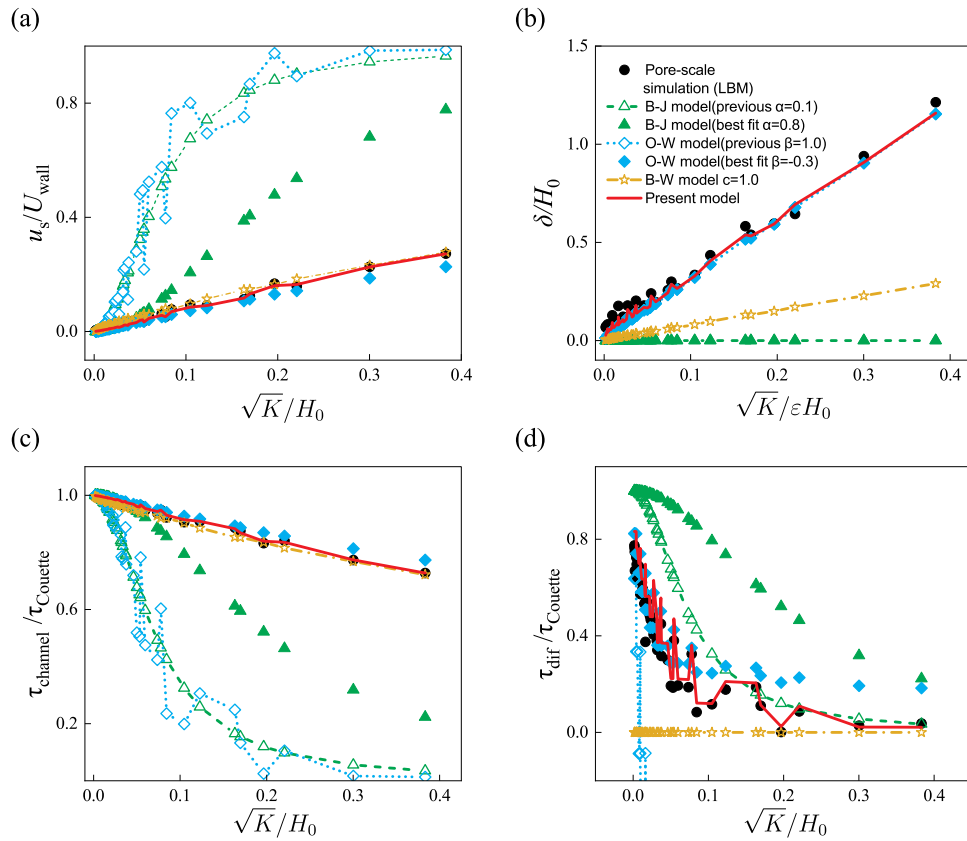 (a)
0.8
0.4
0.0
u_s/U_wall
0.0 0.1 0.2 0.3 0.4
√K/H_0
(b)
1.5
1.0
0.5
0.0
δ/H_0
Pore-scale
simulation (LBM)
B-J model(previous α=0.1)
B-J model(best fit α=0.8)
O-W model(previous β=1.0)
O-W model(best fit β=-0.3)
B-W model c=1.0
Present model
0.0 0.1 0.2 0.3 0.4
√K/εH_0
(c)
1.0
0.6
0.2
τ_channel /τ_Couette
0.0 0.1 0.2 0.3 0.4
√K/H_0
(d)
0.8
0.4
0.0
τ_dif /τ_Couette
0.0 0.1 0.2 0.3 0.4
√K/H_0